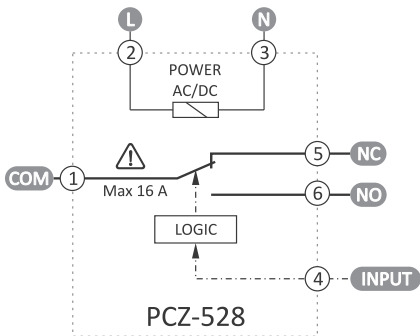 L N
2 3
POWER
AC/DC
5 NC
COM 1
Max 16 A
6 NO
LOGIC
4 INPUT
PCZ-528